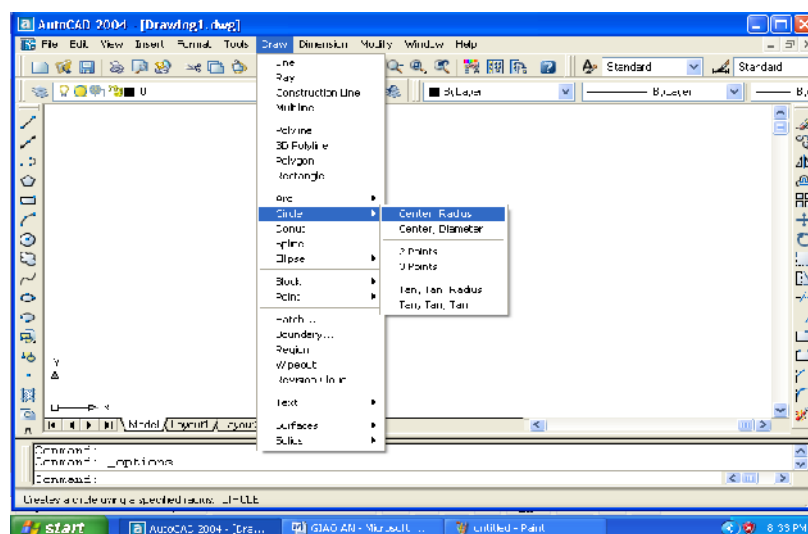 AutoCAD 2004 - [Drawing1.dwg]
File Edit View Insert Format Tools Draw Dimension Modify Window Help
Standard Standard
0 ByLayer ByLayer
Line
Ray
Construction Line
Multiline
Polyline
3D Polyline
Polygon
Rectangle
Arc
Circle
Donut
Spline
Ellipse
Block
Point
Hatch...
Boundary...
Region
Wipeout
Revision Cloud
Text
Surfaces
Solids
Center, Radius
Center, Diameter
2 Points
3 Points
Tan, Tan, Radius
Tan, Tan, Tan
Y
X
Model Layout1
Command:
Command: _options
Command:
Creates a circle using a specified radius: CIRCLE
start AutoCAD 2004 - [Dra... GIAO AN - Microsoft ... untitled - Paint 8:33 PM